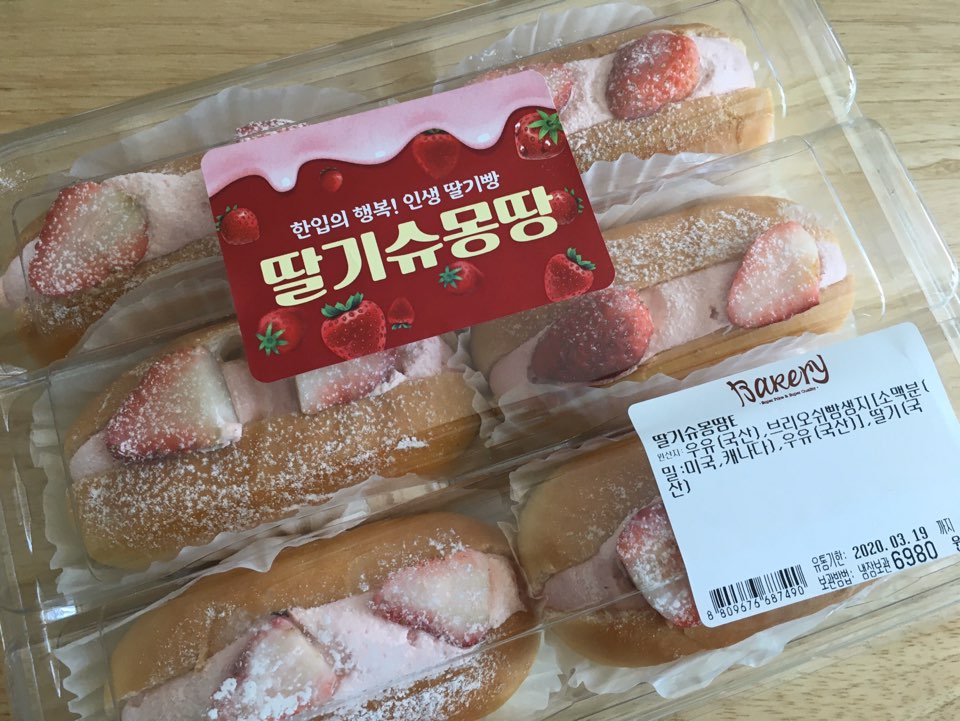 한입의 행복! 인생 딸기빵
딸기슈몽땅
Bakery
딸기슈몽땅E
원산지: 우유(국산),브리오쉬빵생지[소맥분(
밀:미국,캐나다),우유(국산)],딸기(국
산)
유통기한: 2020.03.19 까지
보관방법: 냉장보관 6980 원
8 809676 687490